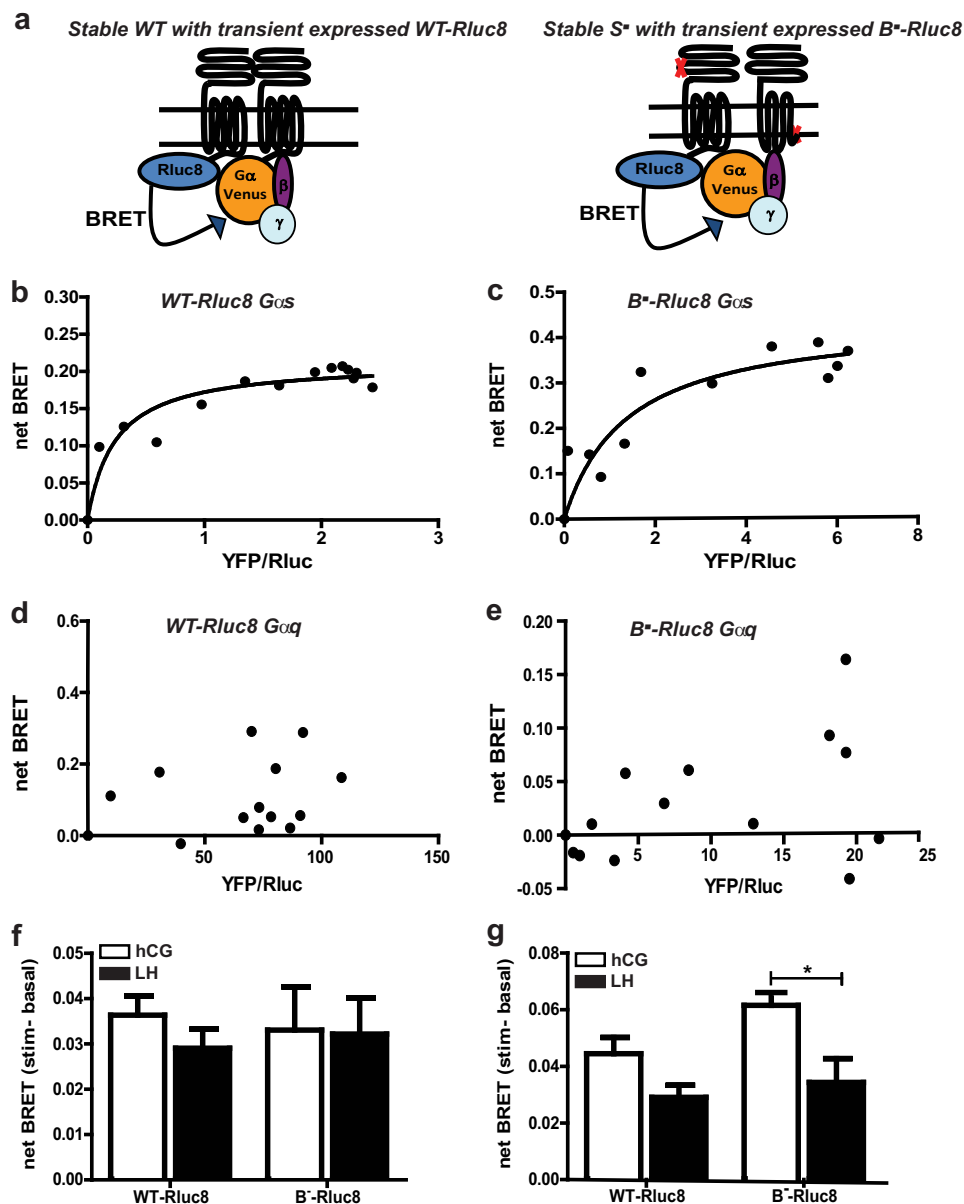 a
Stable WT with transient expressed WT-Rluc8
Stable S⁻ with transient expressed B⁻-Rluc8
Rluc8
Gα
Venus
β
γ
BRET
Rluc8
Gα
Venus
β
γ
BRET
b
WT-Rluc8 Gαs
net BRET
0.30
0.25
0.20
0.15
0.10
0.05
0.00
0 1 2 3
YFP/Rluc
c
B⁻-Rluc8 Gαs
net BRET
0.5
0.4
0.3
0.2
0.1
0.0
0 2 4 6 8
YFP/Rluc
d
WT-Rluc8 Gαq
net BRET
0.6
0.4
0.2
0.0
50 100 150
YFP/Rluc
e
B⁻-Rluc8 Gαq
net BRET
0.20
0.15
0.10
0.05
0.00
-0.05
5 10 15 20 25
YFP/Rluc
f
hCG
LH
net BRET (stim- basal)
0.05
0.04
0.03
0.02
0.01
0.00
WT-Rluc8 B⁻-Rluc8
g
hCG
LH
*
net BRET (stim- basal)
0.08
0.06
0.04
0.02
0.00
WT-Rluc8 B⁻-Rluc8